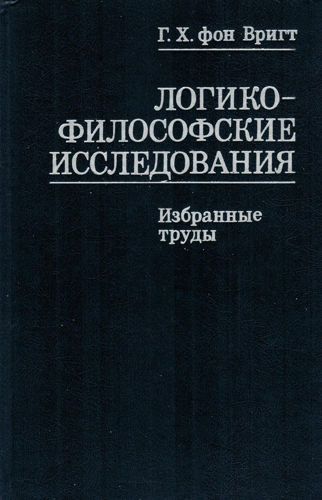 Г. Х. фон Вригт
ЛОГИКО–
ФИЛОСОФСКИЕ
ИССЛЕДОВАНИЯ
Избранные
труды